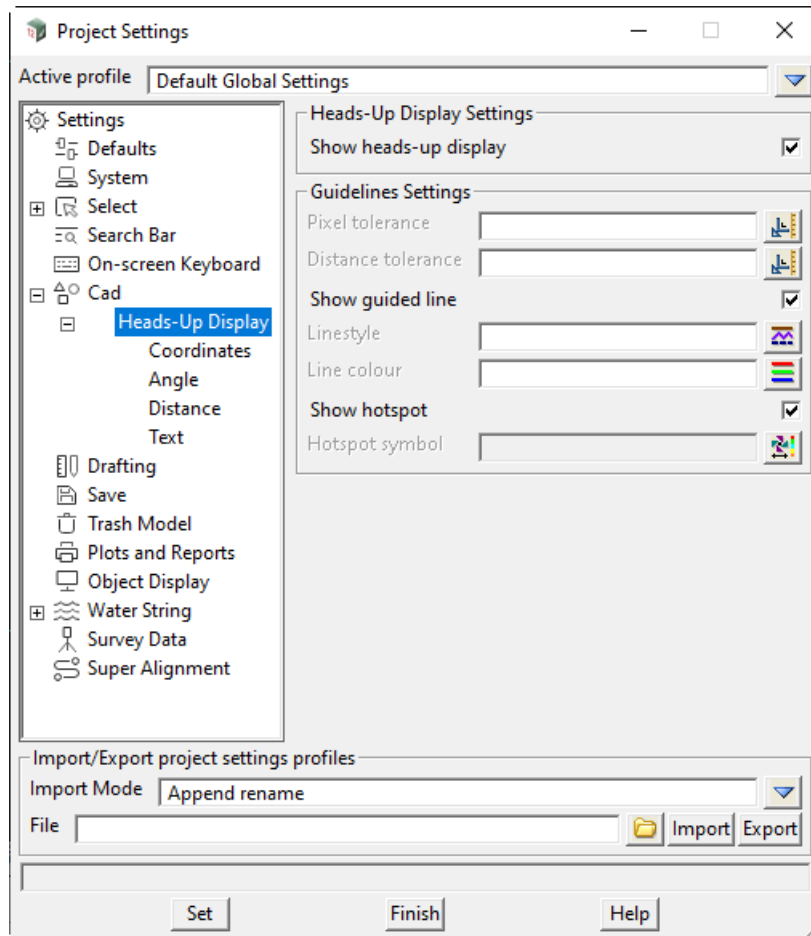 Project Settings
Active profile Default Global Settings
Settings
Defaults
System
Select
Search Bar
On-screen Keyboard
Cad
Heads-Up Display
Coordinates
Angle
Distance
Text
Drafting
Save
Trash Model
Plots and Reports
Object Display
Water String
Survey Data
Super Alignment
Heads-Up Display Settings
Show heads-up display
Guidelines Settings
Pixel tolerance
Distance tolerance
Show guided line
Linestyle
Line colour
Show hotspot
Hotspot symbol
Import/Export project settings profiles
Import Mode Append rename
File Import Export
Set Finish Help